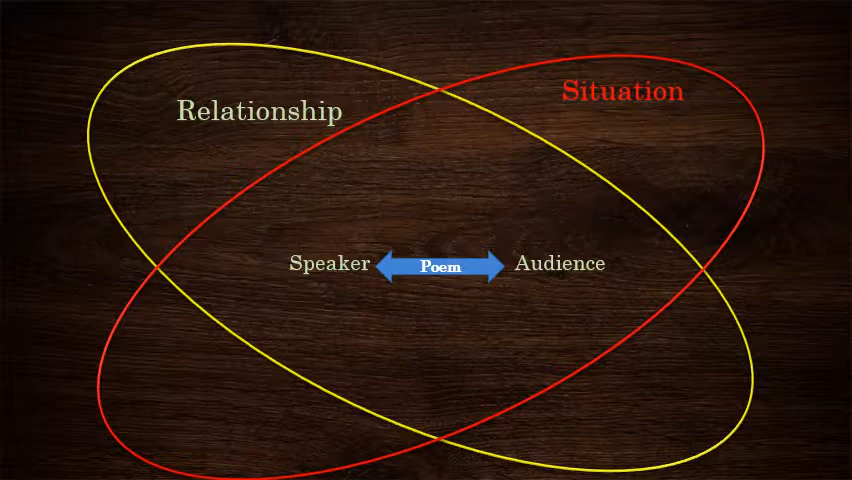 Relationship
Situation
Speaker
Poem
Audience